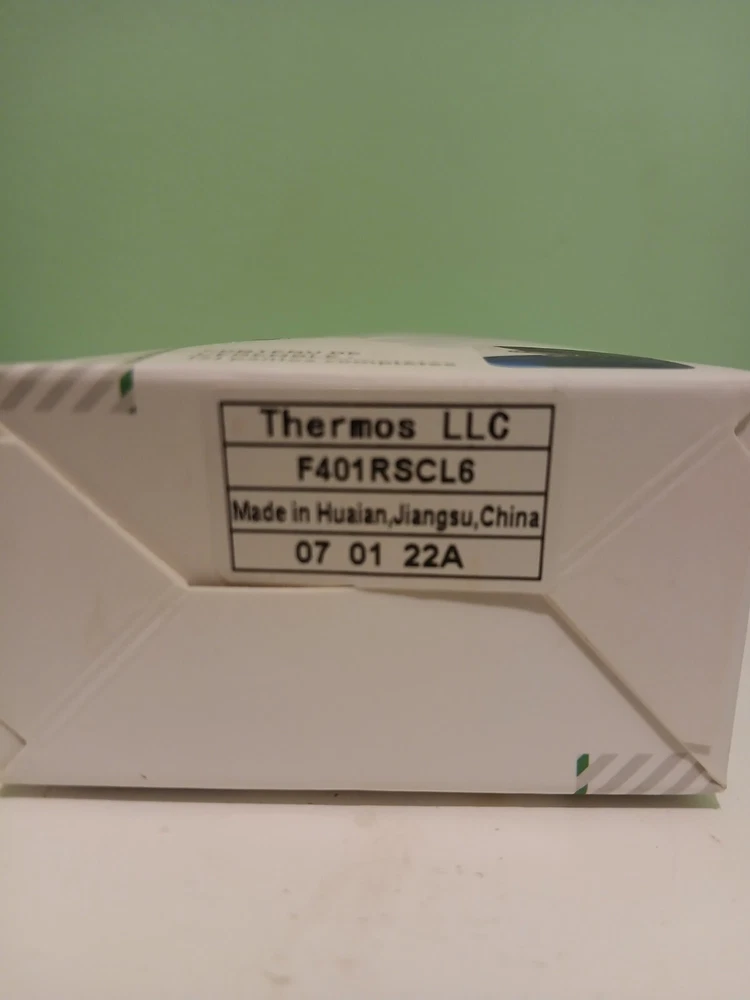 Thermos LLC
F401RSCL6
Made in Huaian,Jiangsu,China
07 01 22A